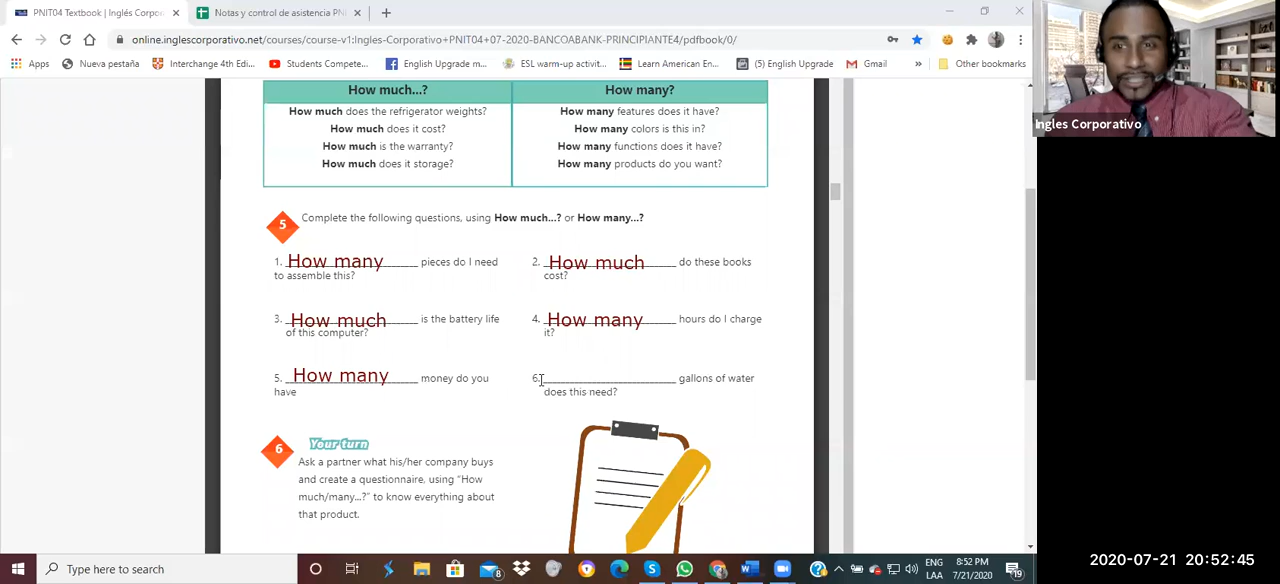 PNIT04 Textbook | Inglés Corpo
Notas y control de asistencia PNI
online.inglescorporativo.net/courses/course-v1:Ingles-Corporativo+PNIT04+07-2020-BANCOABANK-PRINCIPIANTE4/pdfbook/0/
Apps Nueva pestaña Interchange 4th Edi... Students Compete... English Upgrade m... ESL warm-up activit... Learn American En... (5) English Upgrade Gmail » Other bookmarks
Ingles Corporativo
How much...? How many?
How much does the refrigerator weights? How many features does it have?
How much does it cost? How many colors is this in?
How much is the warranty? How many functions does it have?
How much does it storage? How many products do you want?
5 Complete the following questions, using How much...? or How many...?
1. How many pieces do I need
to assemble this?
2. How much do these books
cost?
3. How much is the battery life
of this computer?
4. How many hours do I charge
it?
5. How many money do you
have
6. gallons of water
does this need?
6 Your turn
Ask a partner what his/her company buys
and create a questionnaire, using "How
much/many...?" to know everything about
that product.
Type here to search
8
ENG
LAA
8:52 PM
7/21/2020
19
2020-07-21 20:52:45